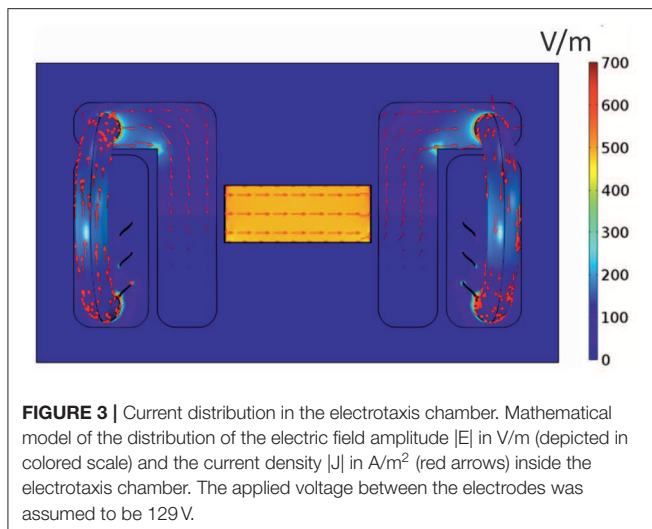 V/m
700
600
500
400
300
200
100
0
FIGURE 3 | Current distribution in the electrotaxis chamber. Mathematical
model of the distribution of the electric field amplitude |E| in V/m (depicted in
colored scale) and the current density |J| in A/m² (red arrows) inside the
electrotaxis chamber. The applied voltage between the electrodes was
assumed to be 129 V.